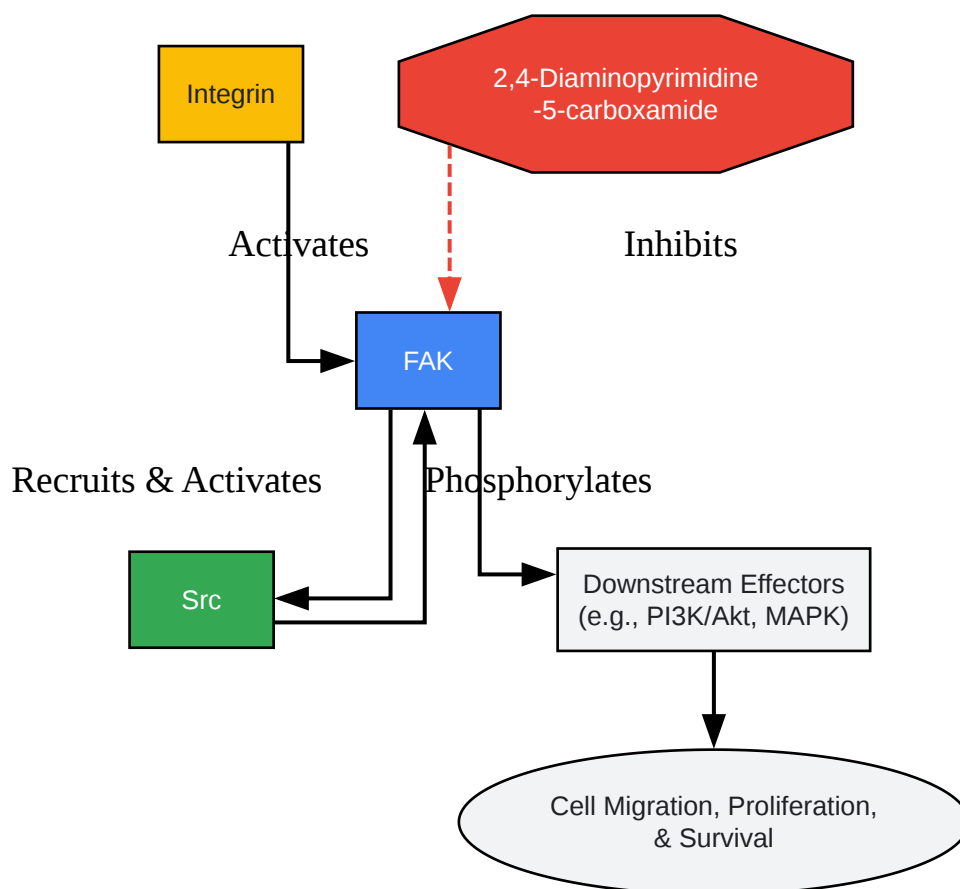 Integrin
2,4-Diaminopyrimidine
-5-carboxamide
Activates
Inhibits
FAK
Recruits & Activates
Phosphorylates
Src
Downstream Effectors
(e.g., PI3K/Akt, MAPK)
Cell Migration, Proliferation,
& Survival